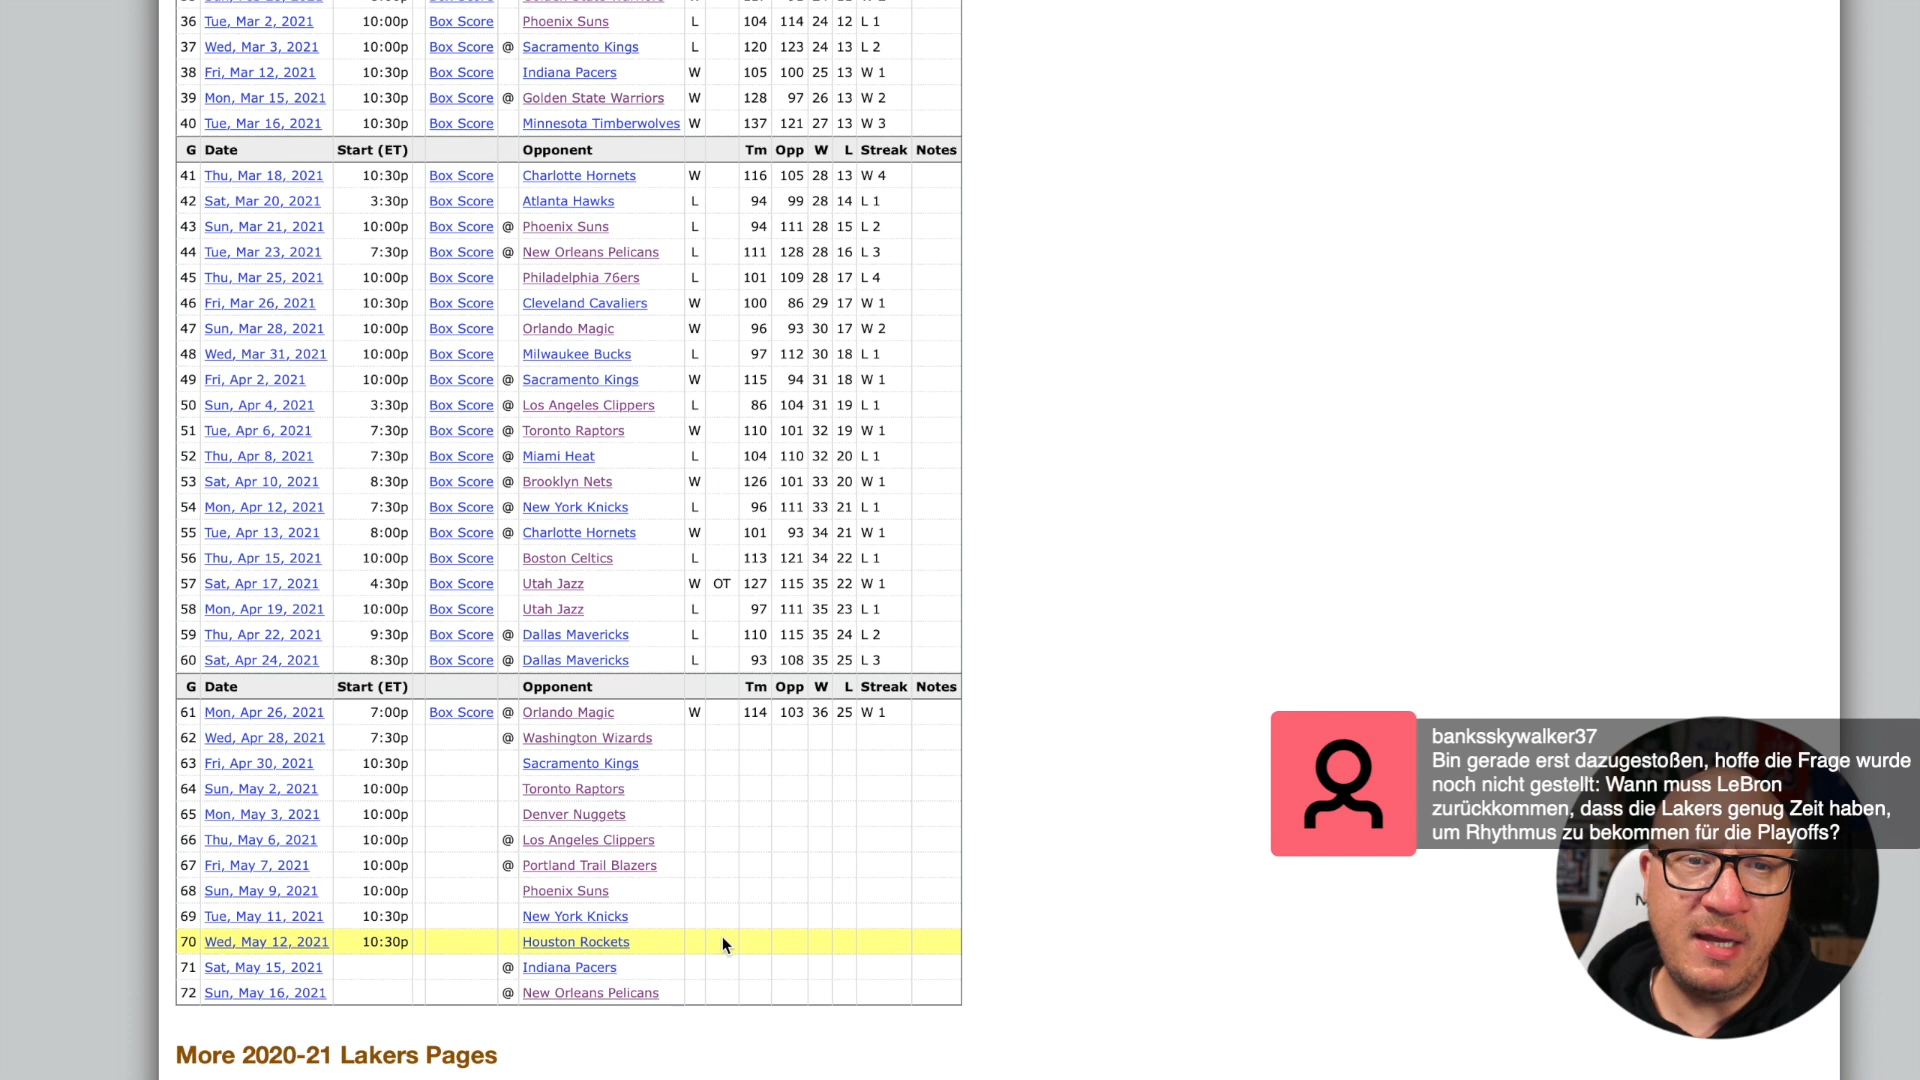 36 Tue, Mar 2, 2021 10:00p Box Score Phoenix Suns L 104 114 24 12 L 1
37 Wed, Mar 3, 2021 10:00p Box Score @ Sacramento Kings L 120 123 24 13 L 2
38 Fri, Mar 12, 2021 10:30p Box Score Indiana Pacers W 105 100 25 13 W 1
39 Mon, Mar 15, 2021 10:30p Box Score @ Golden State Warriors W 128 97 26 13 W 2
40 Tue, Mar 16, 2021 10:30p Box Score Minnesota Timberwolves W 137 121 27 13 W 3
G Date Start (ET) Opponent Tm Opp W L Streak Notes
41 Thu, Mar 18, 2021 10:30p Box Score Charlotte Hornets W 116 105 28 13 W 4
42 Sat, Mar 20, 2021 3:30p Box Score Atlanta Hawks L 94 99 28 14 L 1
43 Sun, Mar 21, 2021 10:00p Box Score @ Phoenix Suns L 94 111 28 15 L 2
44 Tue, Mar 23, 2021 7:30p Box Score @ New Orleans Pelicans L 111 128 28 16 L 3
45 Thu, Mar 25, 2021 10:00p Box Score Philadelphia 76ers L 101 109 28 17 L 4
46 Fri, Mar 26, 2021 10:30p Box Score Cleveland Cavaliers W 100 86 29 17 W 1
47 Sun, Mar 28, 2021 10:00p Box Score Orlando Magic W 96 93 30 17 W 2
48 Wed, Mar 31, 2021 10:00p Box Score Milwaukee Bucks L 97 112 30 18 L 1
49 Fri, Apr 2, 2021 10:00p Box Score @ Sacramento Kings W 115 94 31 18 W 1
50 Sun, Apr 4, 2021 3:30p Box Score @ Los Angeles Clippers L 86 104 31 19 L 1
51 Tue, Apr 6, 2021 7:30p Box Score @ Toronto Raptors W 110 101 32 19 W 1
52 Thu, Apr 8, 2021 7:30p Box Score @ Miami Heat L 104 110 32 20 L 1
53 Sat, Apr 10, 2021 8:30p Box Score @ Brooklyn Nets W 126 101 33 20 W 1
54 Mon, Apr 12, 2021 7:30p Box Score @ New York Knicks L 96 111 33 21 L 1
55 Tue, Apr 13, 2021 8:00p Box Score @ Charlotte Hornets W 101 93 34 21 W 1
56 Thu, Apr 15, 2021 10:00p Box Score Boston Celtics L 113 121 34 22 L 1
57 Sat, Apr 17, 2021 4:30p Box Score Utah Jazz W OT 127 115 35 22 W 1
58 Mon, Apr 19, 2021 10:00p Box Score Utah Jazz L 97 111 35 23 L 1
59 Thu, Apr 22, 2021 9:30p Box Score @ Dallas Mavericks L 110 115 35 24 L 2
60 Sat, Apr 24, 2021 8:30p Box Score @ Dallas Mavericks L 93 108 35 25 L 3
G Date Start (ET) Opponent Tm Opp W L Streak Notes
61 Mon, Apr 26, 2021 7:00p Box Score @ Orlando Magic W 114 103 36 25 W 1
62 Wed, Apr 28, 2021 7:30p @ Washington Wizards
63 Fri, Apr 30, 2021 10:30p Sacramento Kings
64 Sun, May 2, 2021 10:00p Toronto Raptors
65 Mon, May 3, 2021 10:00p Denver Nuggets
66 Thu, May 6, 2021 10:00p @ Los Angeles Clippers
67 Fri, May 7, 2021 10:00p @ Portland Trail Blazers
68 Sun, May 9, 2021 10:00p Phoenix Suns
69 Tue, May 11, 2021 10:30p New York Knicks
70 Wed, May 12, 2021 10:30p Houston Rockets
71 Sat, May 15, 2021 @ Indiana Pacers
72 Sun, May 16, 2021 @ New Orleans Pelicans
More 2020-21 Lakers Pages
banksskywalker37
Bin gerade erst dazugestoßen, hoffe die Frage wurde
noch nicht gestellt: Wann muss LeBron
zurückkommen, dass die Lakers genug Zeit haben,
um Rhythmus zu bekommen für die Playoffs?